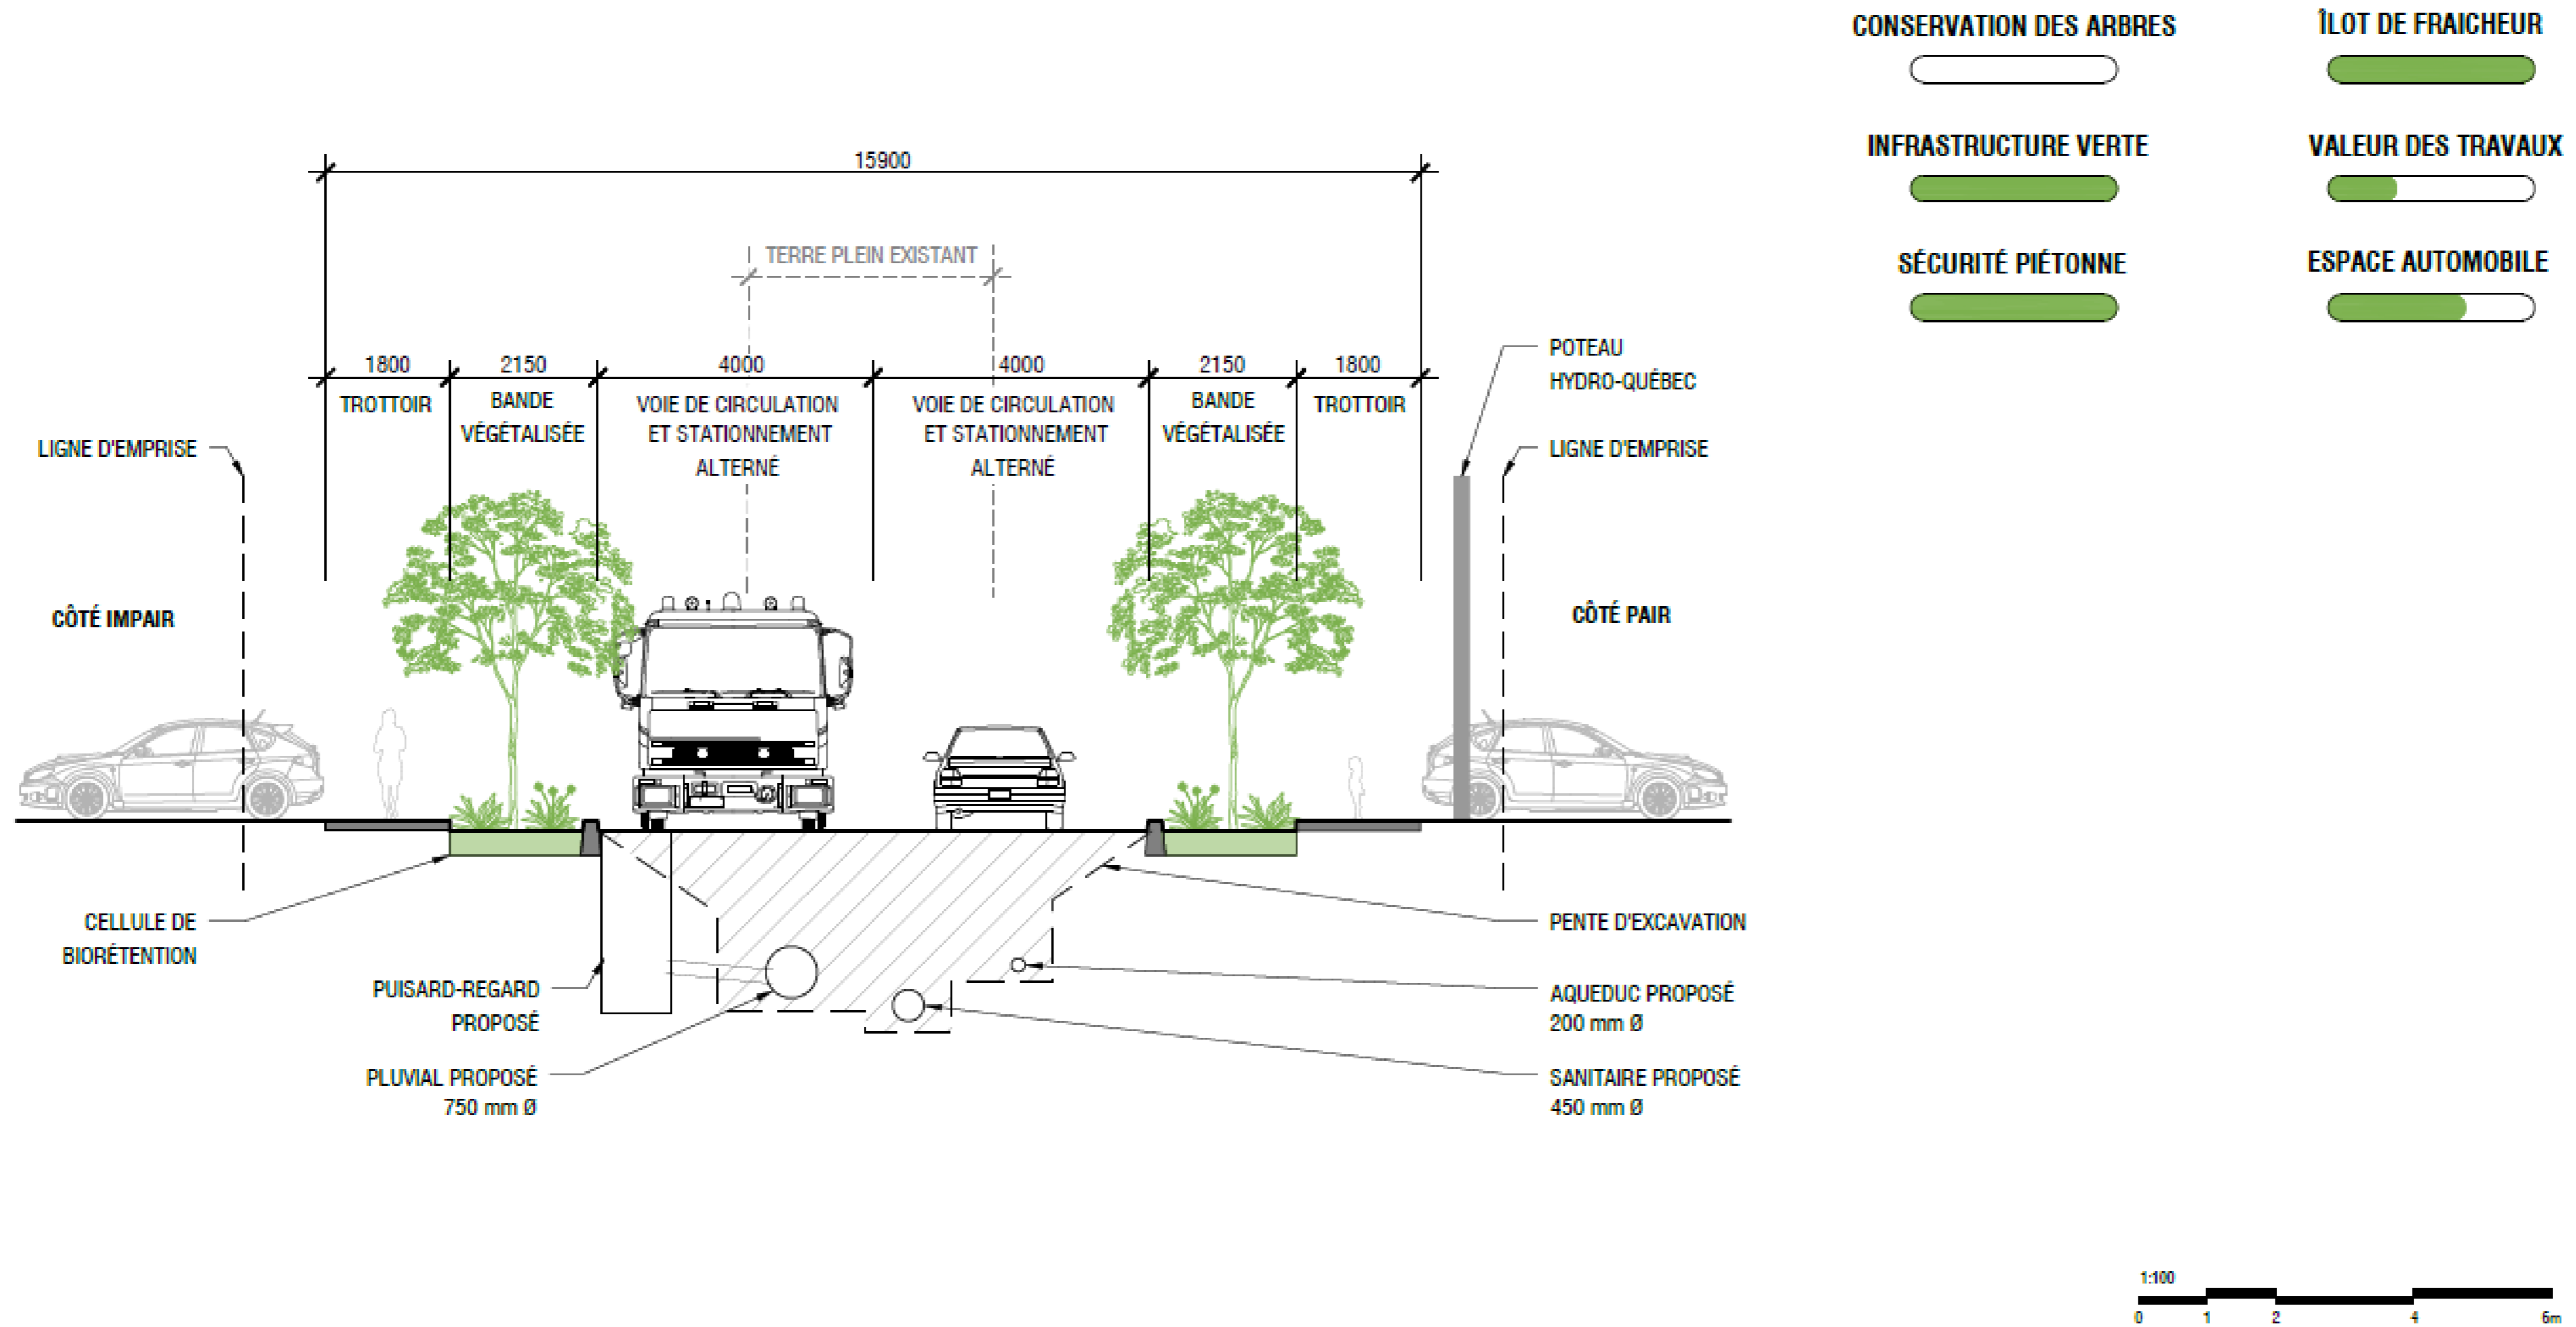 CONSERVATION DES ARBRES
ÎLOT DE FRAICHEUR
INFRASTRUCTURE VERTE
VALEUR DES TRAVAUX
SÉCURITÉ PIÉTONNE
ESPACE AUTOMOBILE
15900
TERRE PLEIN EXISTANT
1800
2150
4000
4000
2150
1800
TROTTOIR
BANDE
VÉGÉTALISÉE
VOIE DE CIRCULATION
ET STATIONNEMENT
ALTERNÉ
VOIE DE CIRCULATION
ET STATIONNEMENT
ALTERNÉ
BANDE
VÉGÉTALISÉE
TROTTOIR
POTEAU
HYDRO-QUÉBEC
LIGNE D'EMPRISE
LIGNE D'EMPRISE
CÔTÉ IMPAIR
CÔTÉ PAIR
CELLULE DE
BIORÉTENTION
PUISARD-REGARD
PROPOSÉ
PLUVIAL PROPOSÉ
750 mm Ø
PENTE D'EXCAVATION
AQUEDUC PROPOSÉ
200 mm Ø
SANITAIRE PROPOSÉ
450 mm Ø
1:100
0 1 2 4 6m